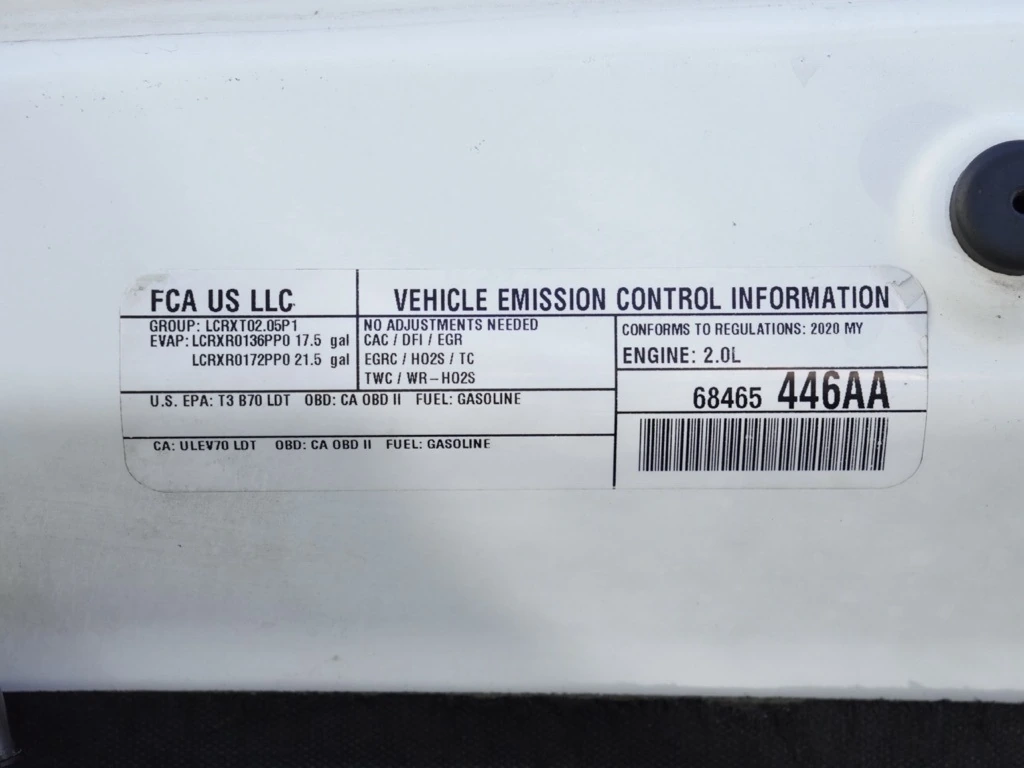 FCA US LLC
VEHICLE EMISSION CONTROL INFORMATION
GROUP: LCRXT02.05P1
EVAP: LCRXR0136PP0 17.5 gal
LCRXR0172PP0 21.5 gal
NO ADJUSTMENTS NEEDED
CAC / DFI / EGR
EGRC / HO2S / TC
TWC / WR-HO2S
CONFORMS TO REGULATIONS: 2020 MY
ENGINE: 2.0L
68465 446AA
U.S. EPA: T3 B70 LDT OBD: CA OBD II FUEL: GASOLINE
CA: ULEV70 LDT OBD: CA OBD II FUEL: GASOLINE